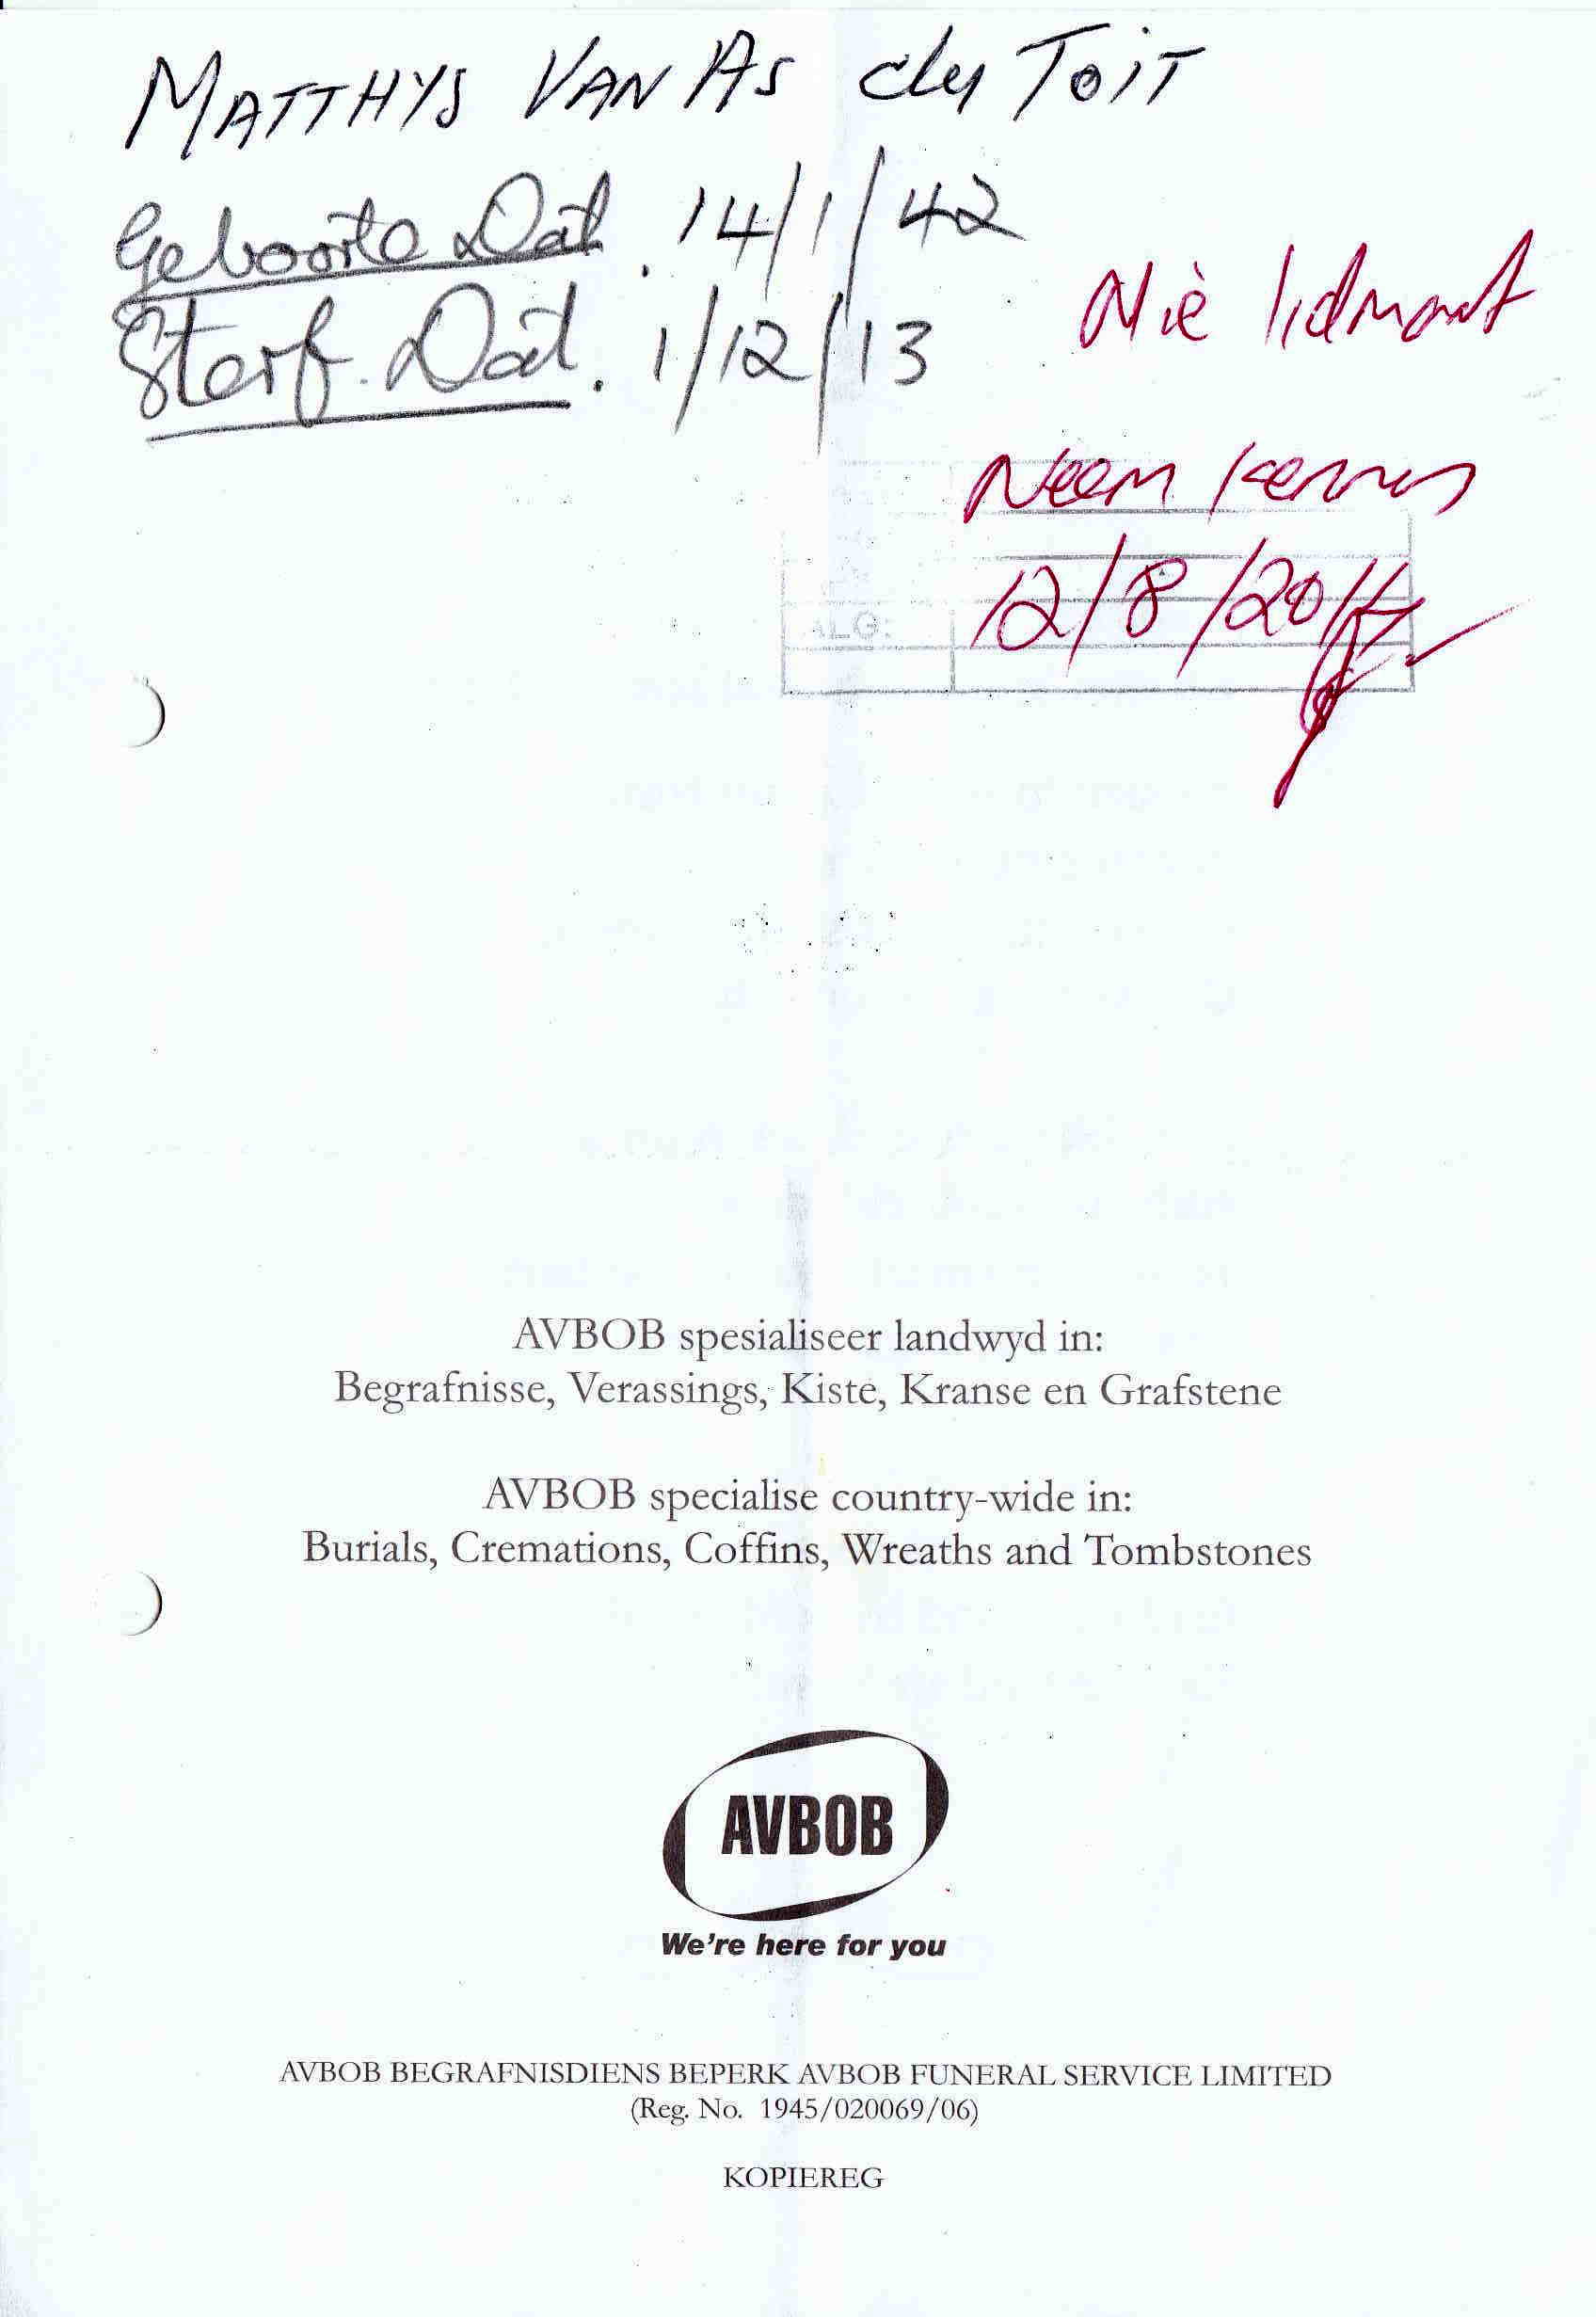 MATTHYS VAN AS du TOIT
Geboorte Dat. 14/1/42
Sterf. Dat. 1/12/13
Nie lidmaat
Neem kennis
12/8/2014
ALG:
AVBOB spesialiseer landwyd in:
Begrafnisse, Verassings, Kiste, Kranse en Grafstene
AVBOB specialise country-wide in:
Burials, Cremations, Coffins, Wreaths and Tombstones
AVBOB
We're here for you
AVBOB BEGRAFNISDIENS BEPERK AVBOB FUNERAL SERVICE LIMITED
(Reg. No. 1945/020069/06)
KOPIEREG